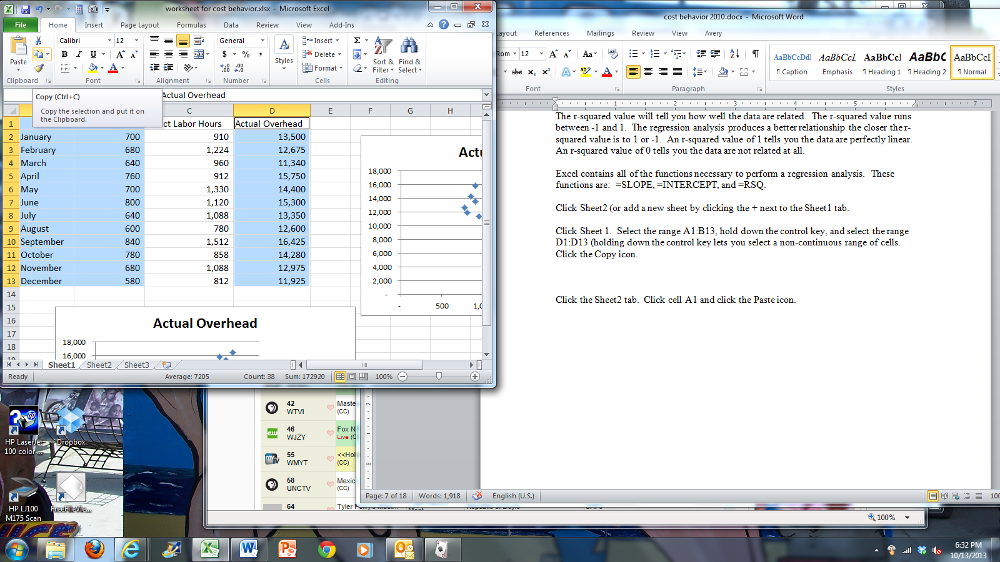 worksheet for cost behavior.xlsx - Microsoft Excel
File Home Insert Page Layout Formulas Data Review View Add-Ins
Calibri 12 General
Paste
B I U
$ % ,
Styles
Insert
Delete
Format
Σ
Sort & Filter
Find & Select
Clipboard Font Alignment Number Cells Editing
Copy (Ctrl+C)
Copy the selection and put it on
the Clipboard.
Actual Overhead
C D E F G H
1 ct Labor Hours Actual Overhead
2 January 700 910 13,500
3 February 680 1,224 12,675
4 March 640 960 11,340
5 April 760 912 15,750
6 May 700 1,330 14,400
7 June 800 1,120 15,300
8 July 640 1,088 13,350
9 August 600 780 12,600
10 September 840 1,512 16,425
11 October 780 858 14,280
12 November 680 1,088 12,975
13 December 580 812 11,925
14
15
16
17
18
Actu
18,000
16,000
14,000
12,000
10,000
8,000
6,000
4,000
2,000
-
- 500 1,0
Actual Overhead
18,000
16,000
Sheet1 Sheet2 Sheet3
Ready Average: 7205 Count: 38 Sum: 172920 100%
cost behavior 2010.docx - Microsoft Word
ayout References Mailings Review View Avery
Rom 12 Aa
abc x₂ x²
AaBbCcDd AaBbCcL AaBbCcI AaBbC AaBbCcI
¶ Caption Emphasis ¶ Heading 1 ¶ Heading 2 ¶ Normal
Font Paragraph Styles
1 2 3 4 5 6 7
The r-squared value will tell you how well the data are related. The r-squared value runs
between -1 and 1. The regression analysis produces a better relationship the closer the r-
squared value is to 1 or -1. An r-squared value of 1 tells you the data are perfectly linear.
An r-squared value of 0 tells you the data are not related at all.
Excel contains all of the functions necessary to perform a regression analysis. These
functions are: =SLOPE, =INTERCEPT, and =RSQ.
Click Sheet2 (or add a new sheet by clicking the + next to the Sheet1 tab.
Click Sheet 1. Select the range A1:B13, hold down the control key, and select the range
D1:D13 (holding down the control key lets you select a non-continuous range of cells.
Click the Copy icon.
Click the Sheet2 tab. Click cell A1 and click the Paste icon.
7
8
Page: 7 of 18 Words: 1,918 English (U.S.) 100
42 Maste
WTVI (CC)
46 Fox N
WJZY Live (C
55 <<Hol
WMYT (CC)
58 Mexic
UNCTV (CC)
64
100%
HP LaserJet
100 color ...
Dropbox
HP LJ100
M175 Scan
FreeFileVie...
6:32 PM
10/13/2013